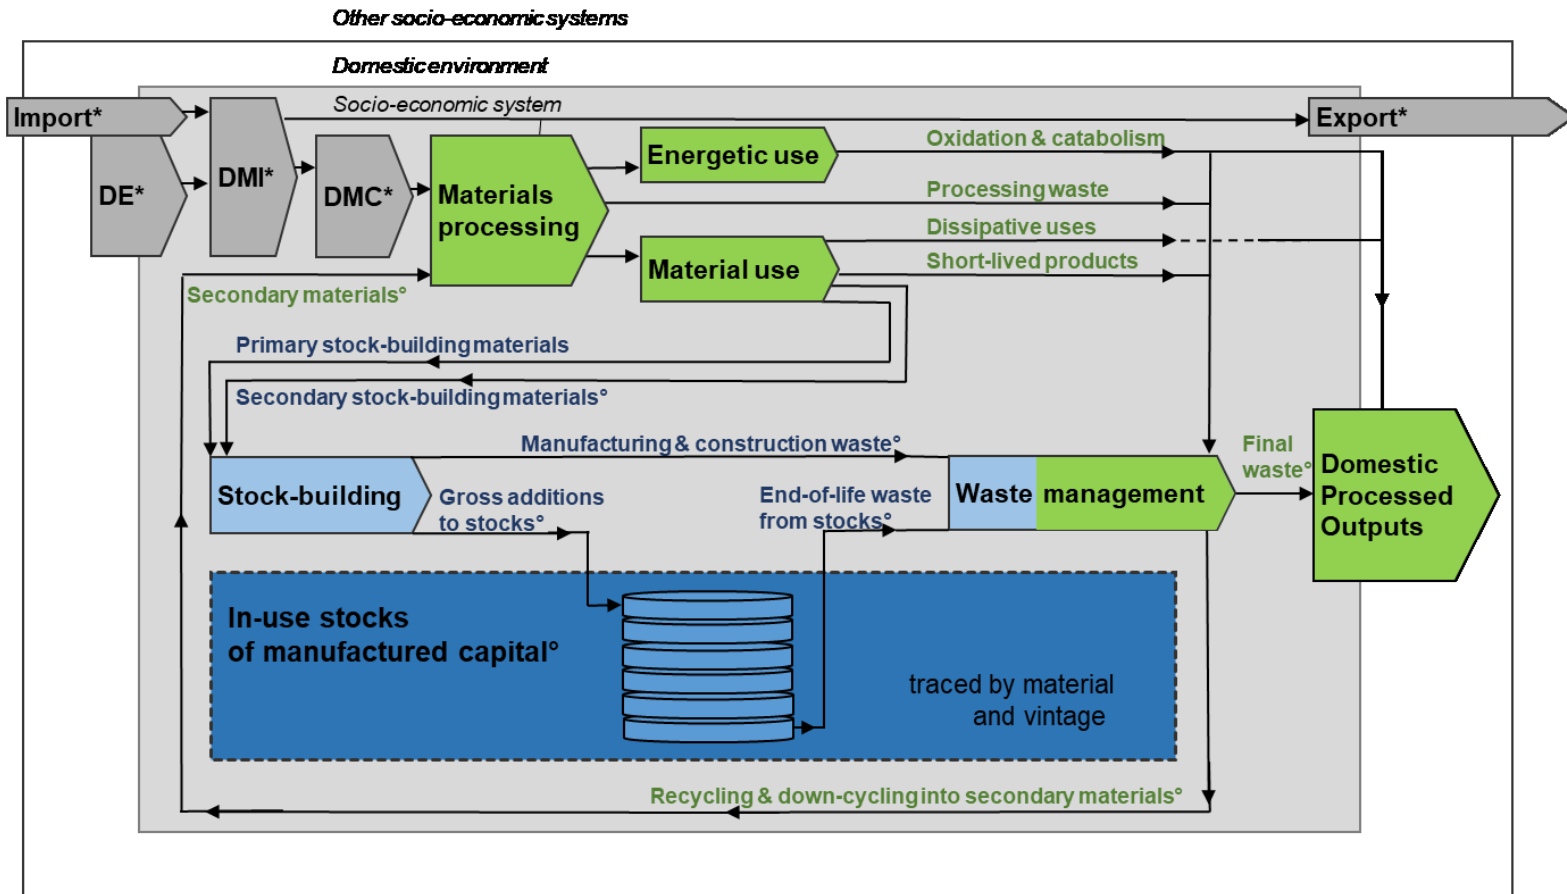 Other socio-economic systems
Domestic environment
Socio-economic system
Import*
Export*
DE*
DMI*
DMC*
Materials
processing
Energetic use
Oxidation & catabolism
Processing waste
Dissipative uses
Material use
Short-lived products
Secondary materials°
Primary stock-building materials
Secondary stock-building materials°
Manufacturing & construction waste°
Stock-building
Gross additions
to stocks°
End-of-life waste
from stocks°
Waste management
Final
waste°
Domestic
Processed
Outputs
In-use stocks
of manufactured capital°
traced by material
and vintage
Recycling & down-cycling into secondary materials°